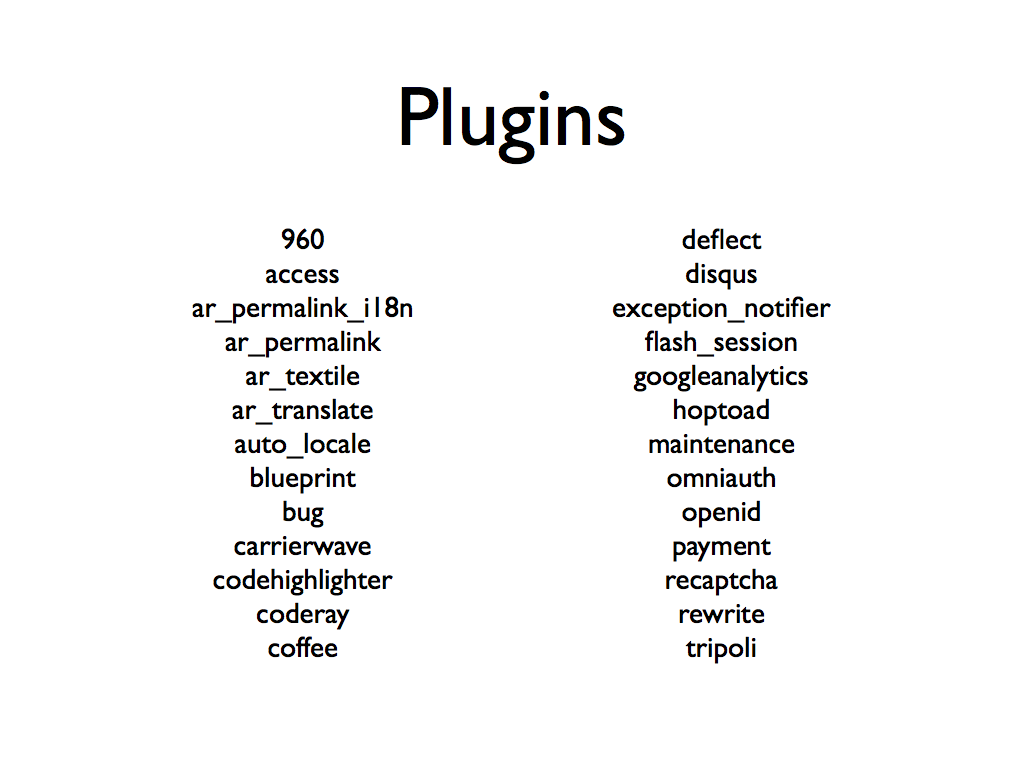 Plugins
960
access
ar_permalink_i18n
ar_permalink
ar_textile
ar_translate
auto_locale
blueprint
bug
carrierwave
codehighlighter
coderay
coffee
deflect
disqus
exception_notifier
flash_session
googleanalytics
hoptoad
maintenance
omniauth
openid
payment
recaptcha
rewrite
tripoli